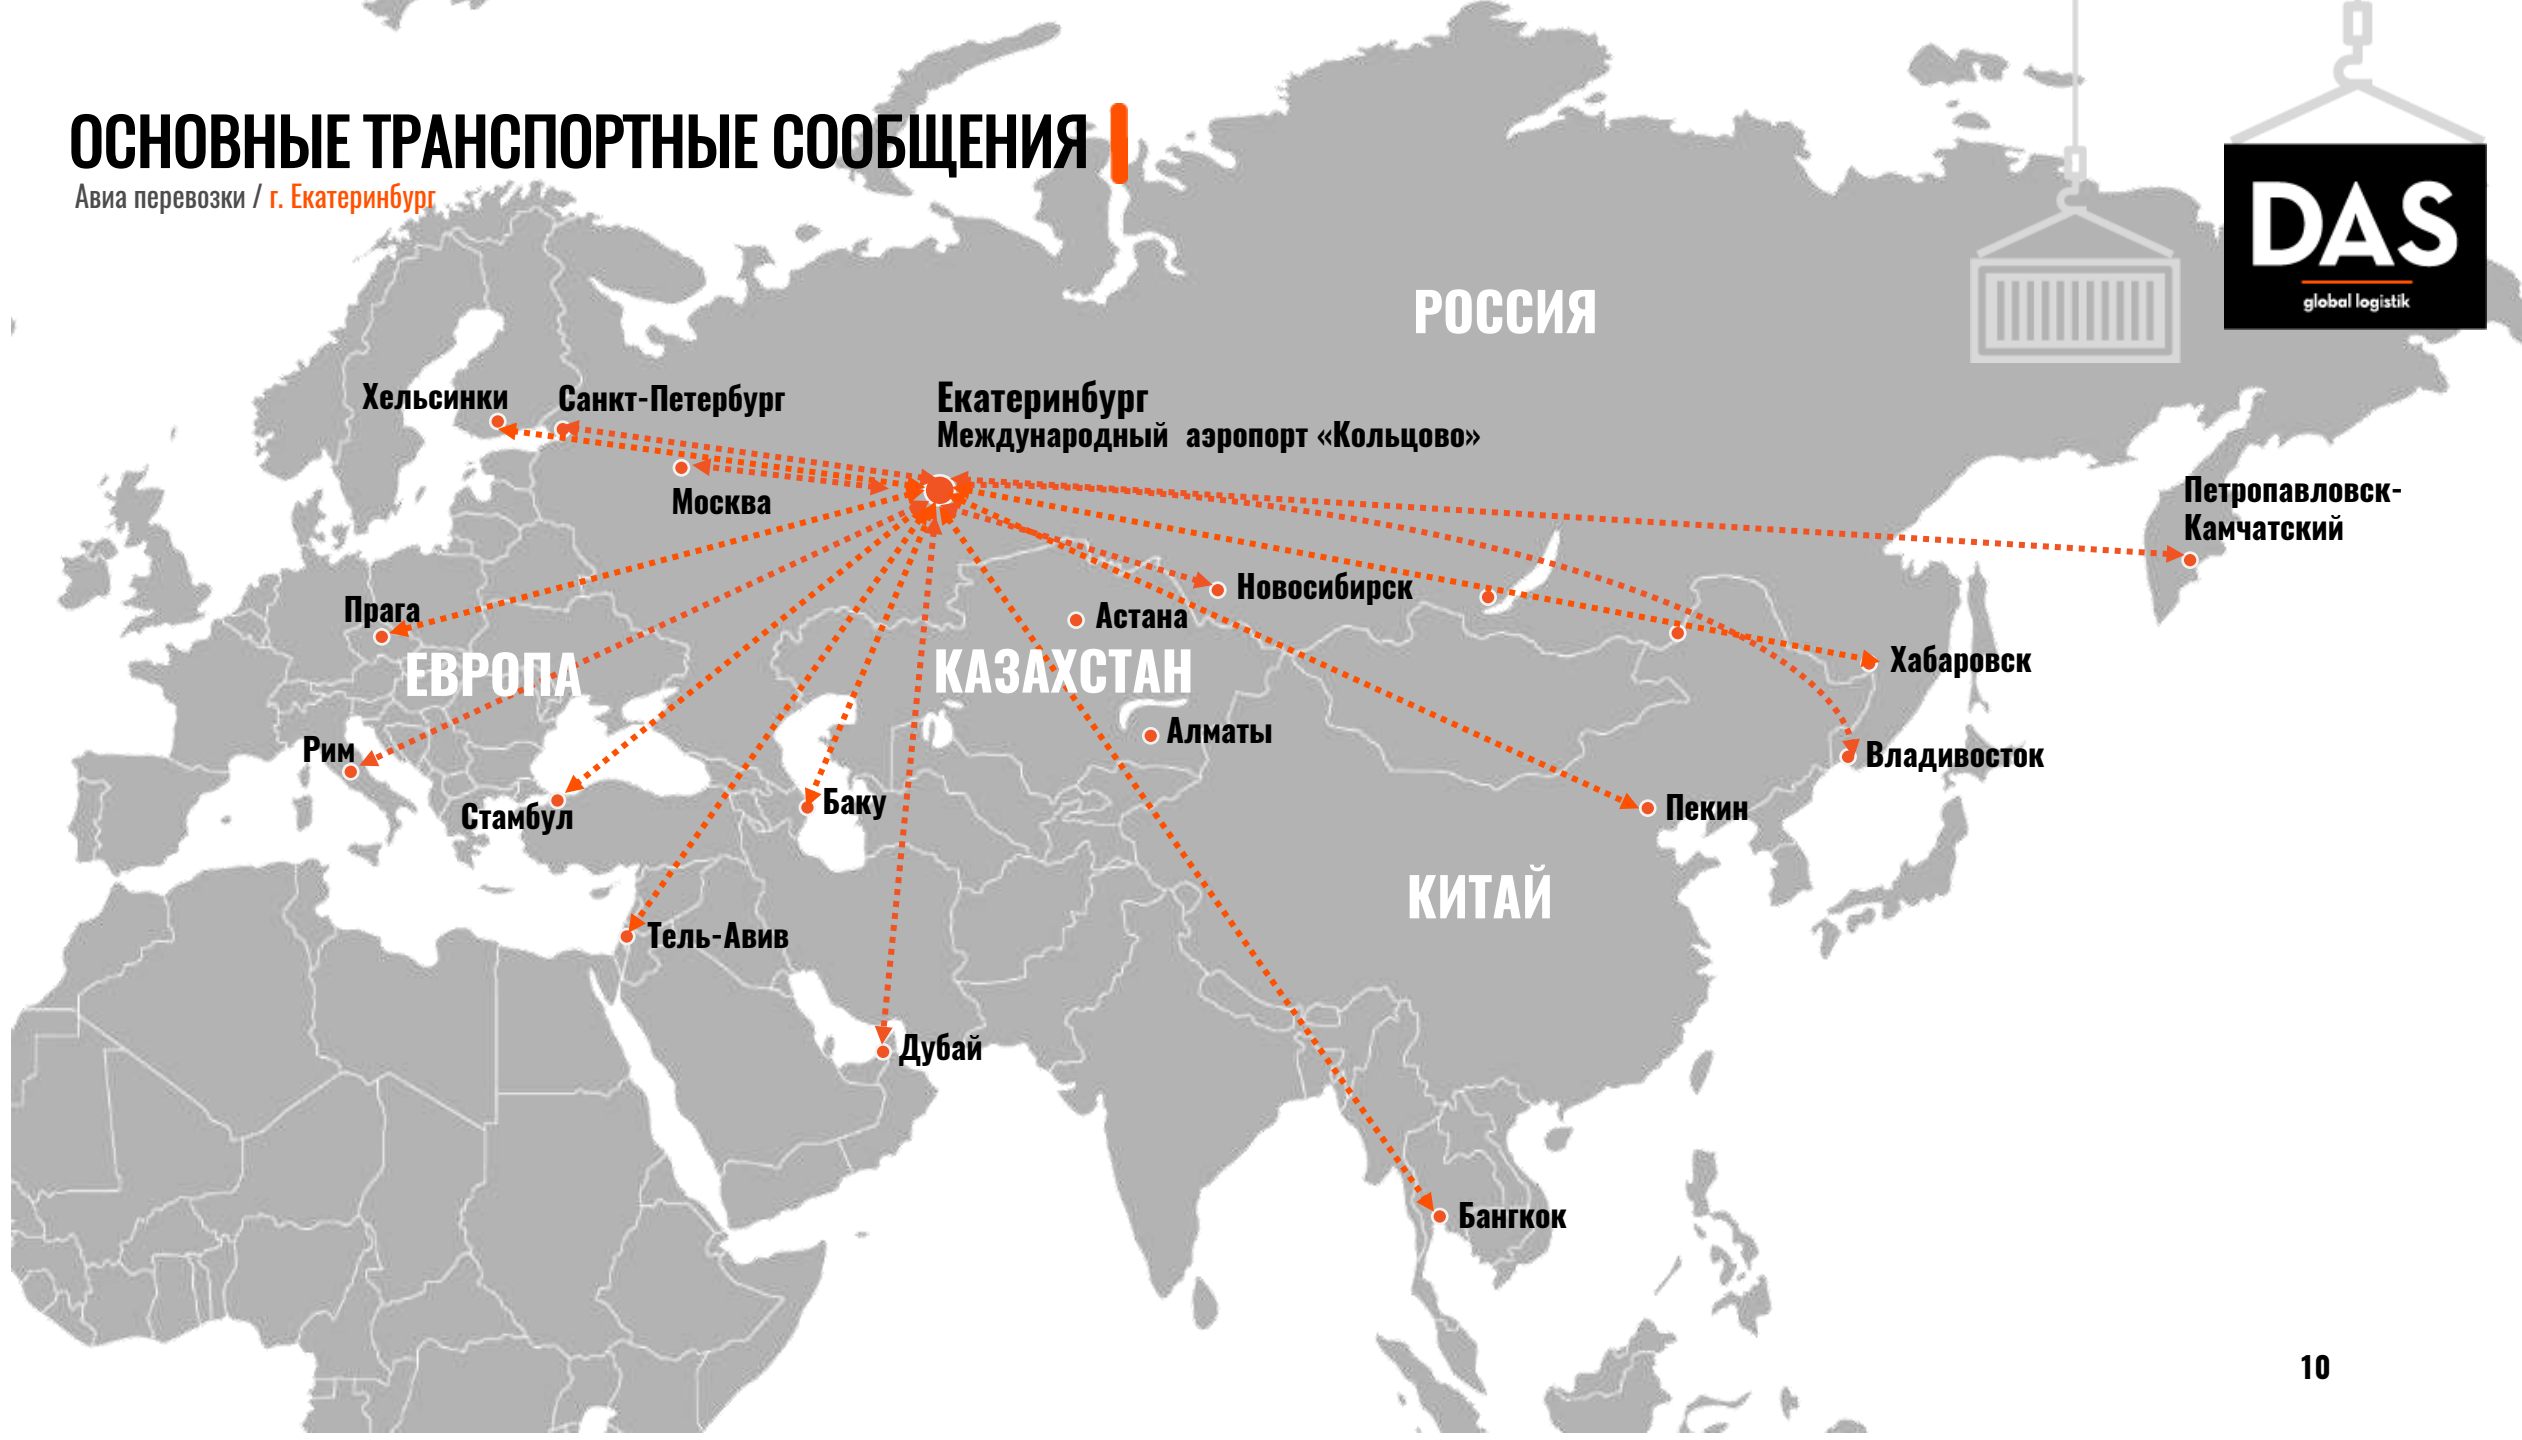 ОСНОВНЫЕ ТРАНСПОРТНЫЕ СООБЩЕНИЯ
Авиа перевозки / г. Екатеринбург
DAS
global logistik
РОССИЯ
Хельсинки
Санкт-Петербург
Екатеринбург
Международный аэропорт «Кольцово»
Москва
Петропавловск-
Камчатский
Новосибирск
Астана
Прага
ЕВРОПА
КАЗАХСТАН
Хабаровск
Рим
Алматы
Владивосток
Стамбул
Баку
Пекин
КИТАЙ
Тель-Авив
Дубай
Бангкок
10